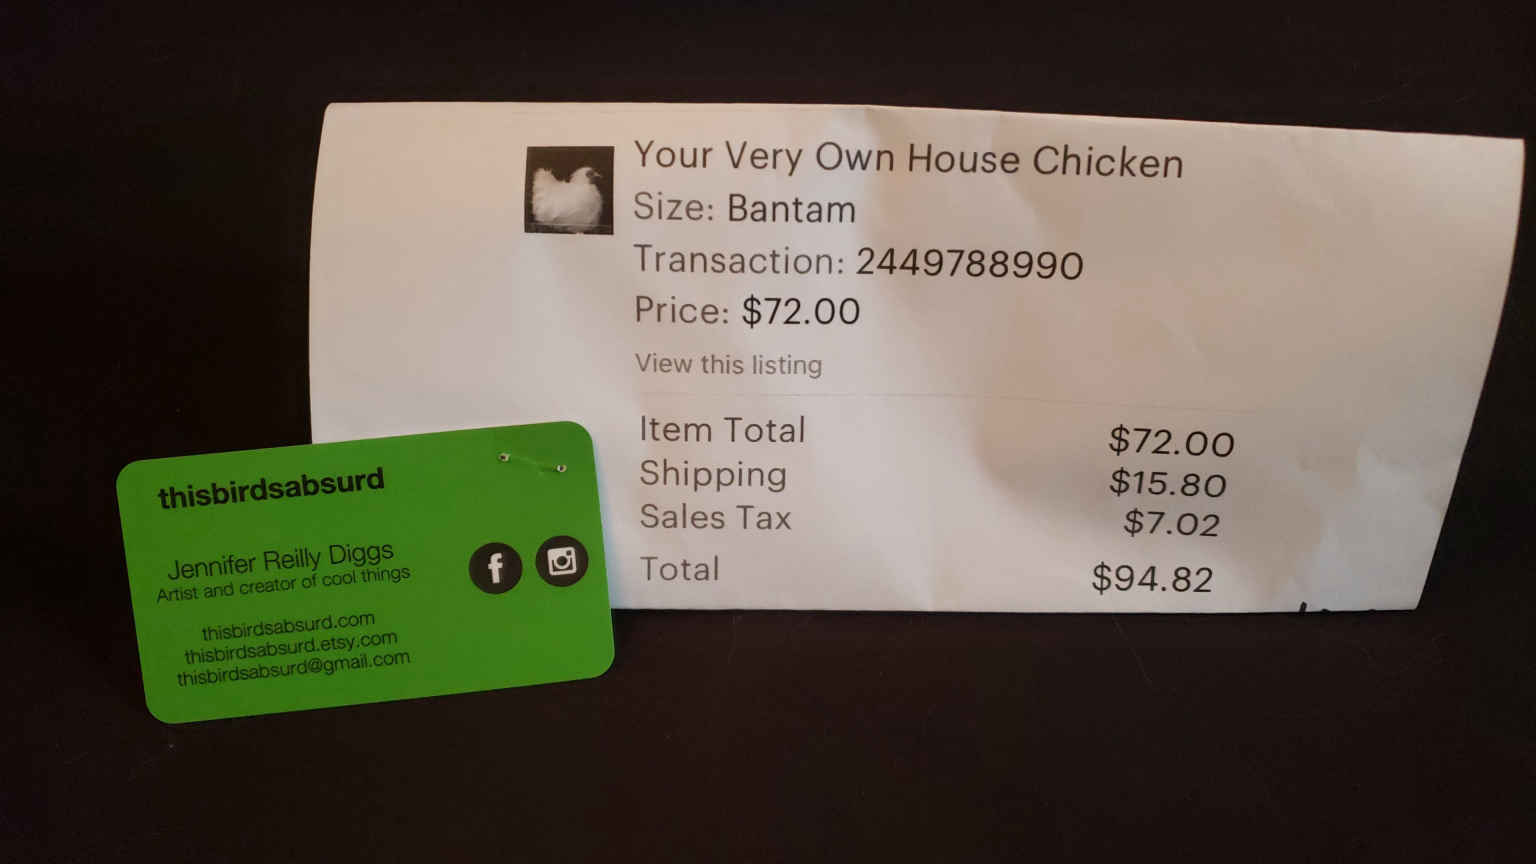 Your Very Own House Chicken
Size: Bantam
Transaction: 2449788990
Price: $72.00
View this listing
Item Total $72.00
Shipping $15.80
Sales Tax $7.02
Total $94.82
thisbirdsabsurd
Jennifer Reilly Diggs
Artist and creator of cool things
thisbirdsabsurd.com
thisbirdsabsurd.etsy.com
thisbirdsabsurd@gmail.com